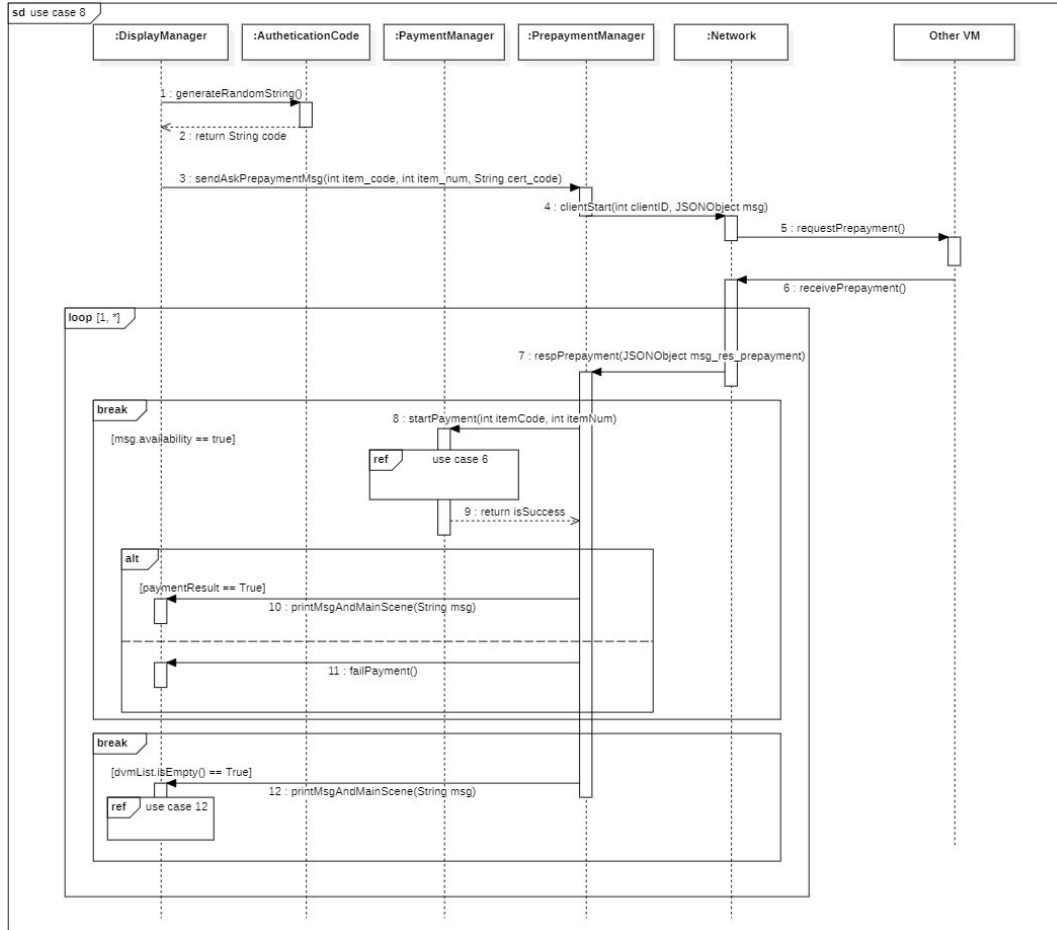 sd use case 8
:DisplayManager
:AutheticationCode
:PaymentManager
:PrepaymentManager
:Network
Other VM
1 : generateRandomString()
2 : return String code
3 : sendAskPrepaymentMsg(int item_code, int item_num, String cert_code)
4 : clientStart(int clientID, JSONObject msg)
5 : requestPrepayment()
6 : receivePrepayment()
loop [1, *]
7 : respPrepayment(JSONObject msg_res_prepayment)
break
8 : startPayment(int itemCode, int itemNum)
[msg.availability == true]
ref use case 6
9 : return isSuccess
alt
[paymentResult == True]
10 : printMsgAndMainScene(String msg)
11 : failPayment()
break
[dvmList.isEmpty() == True]
12 : printMsgAndMainScene(String msg)
ref use case 12